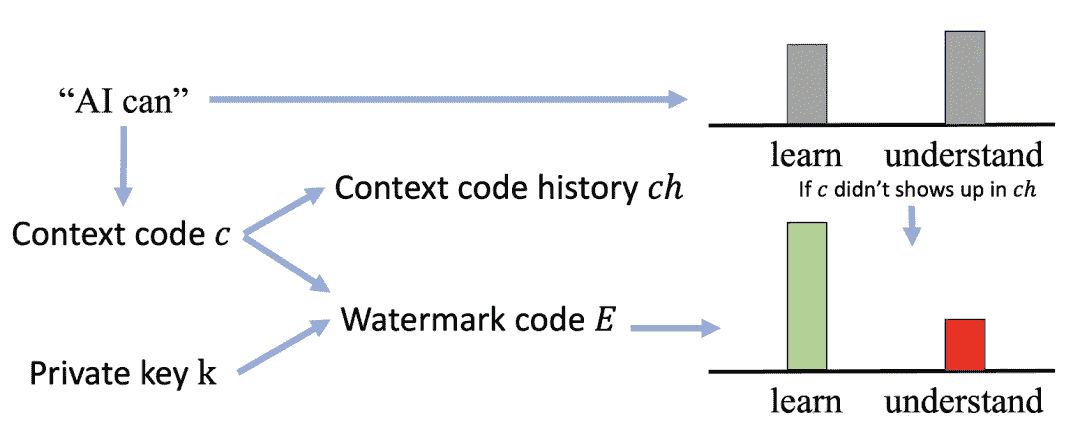 “AI can”
learn understand
Context code history ch
If c didn’t shows up in ch
Context code c
Watermark code E
Private key k
learn understand